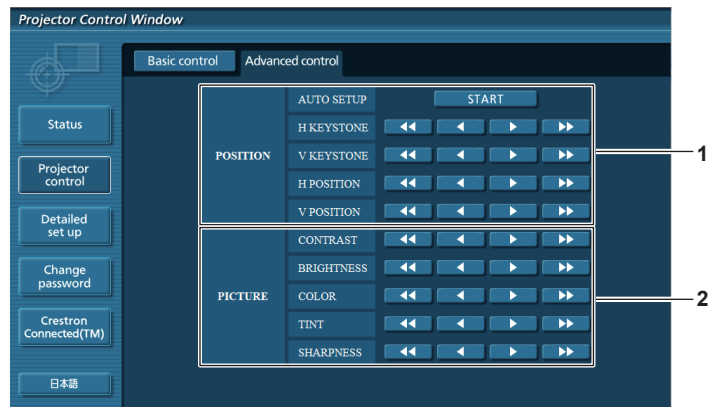 Projector Control Window
Basic control
Advanced control
Status
Projector
control
Detailed
set up
Change
password
Crestron
Connected(TM)
日本語
POSITION
AUTO SETUP
START
H KEYSTONE
V KEYSTONE
H POSITION
V POSITION
1
PICTURE
CONTRAST
BRIGHTNESS
COLOR
TINT
SHARPNESS
2